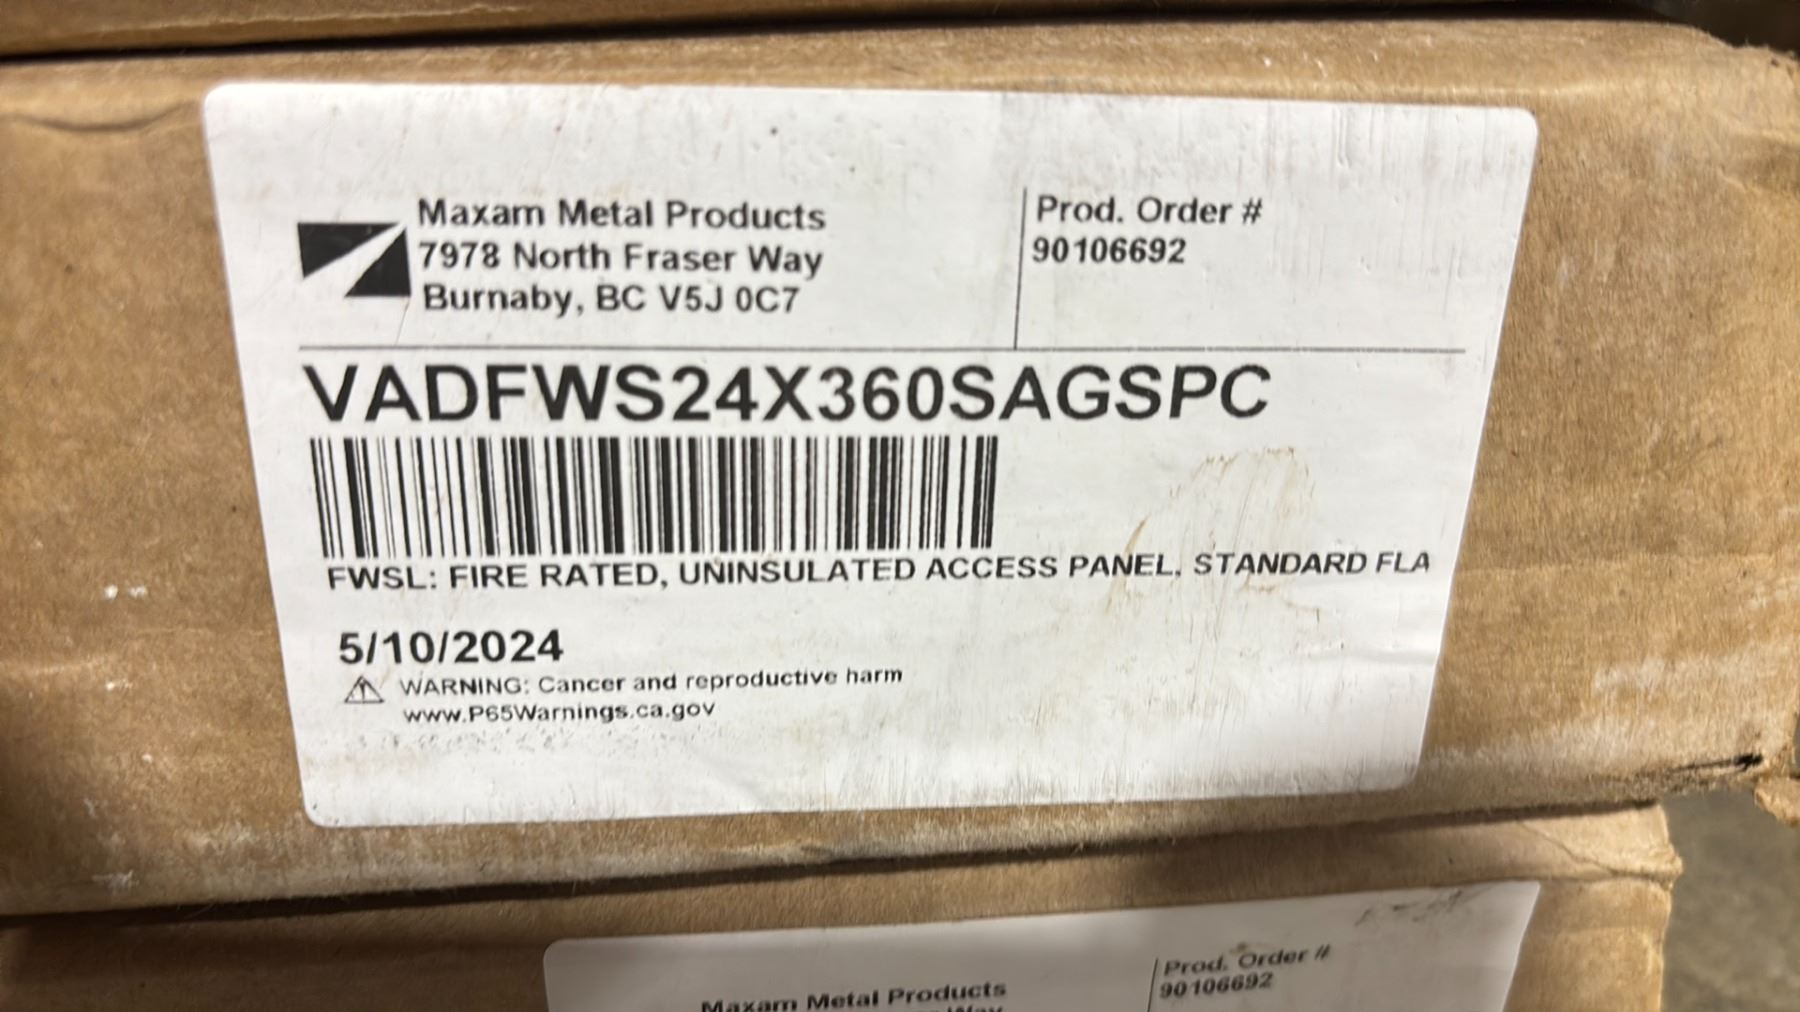 Maxam Metal Products
7978 North Fraser Way
Burnaby, BC V5J 0C7
Prod. Order #
90106692
VADFWS24X360SAGSPC
FWSL: FIRE RATED, UNINSULATED ACCESS PANEL, STANDARD FLA
5/10/2024
WARNING: Cancer and reproductive harm
www.P65Warnings.ca.gov
Maxam Metal Products
Way
Prod. Order #
90106692